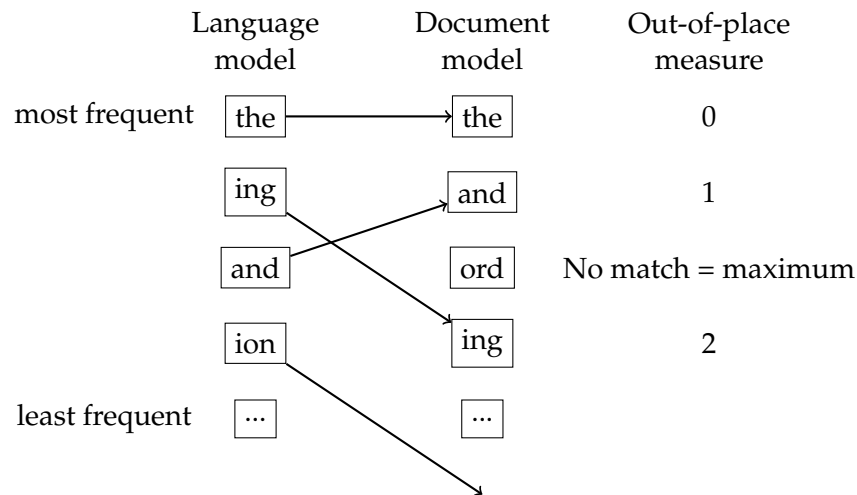 Language Document Out-of-place
model model measure
most frequent the the 0
ing and 1
and ord No match = maximum
ion ing 2
least frequent ... ...